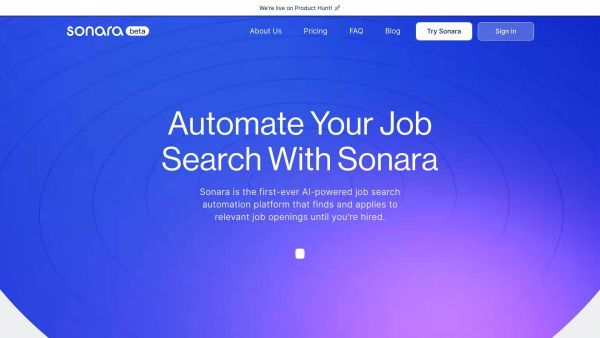 We're live on Product Hunt! 🚀
sonara beta
About Us Pricing FAQ Blog Try Sonara Sign in
Automate Your Job
Search With Sonara
Sonara is the first-ever AI-powered job search
automation platform that finds and applies to
relevant job openings until you're hired.